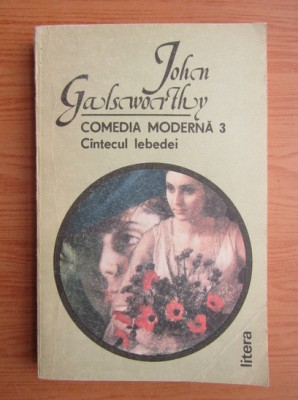 John
Galsworthy
COMEDIA MODERNĂ 3
Cîntecul lebedei
litera